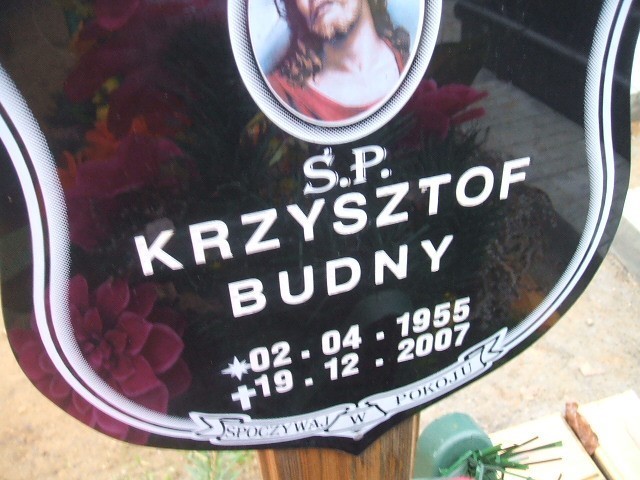 Ś.P.
KRZYSZTOF
BUDNY
02 . 04 . 1955
19 . 12 . 2007
SPOCZYWAJ W POKOJU